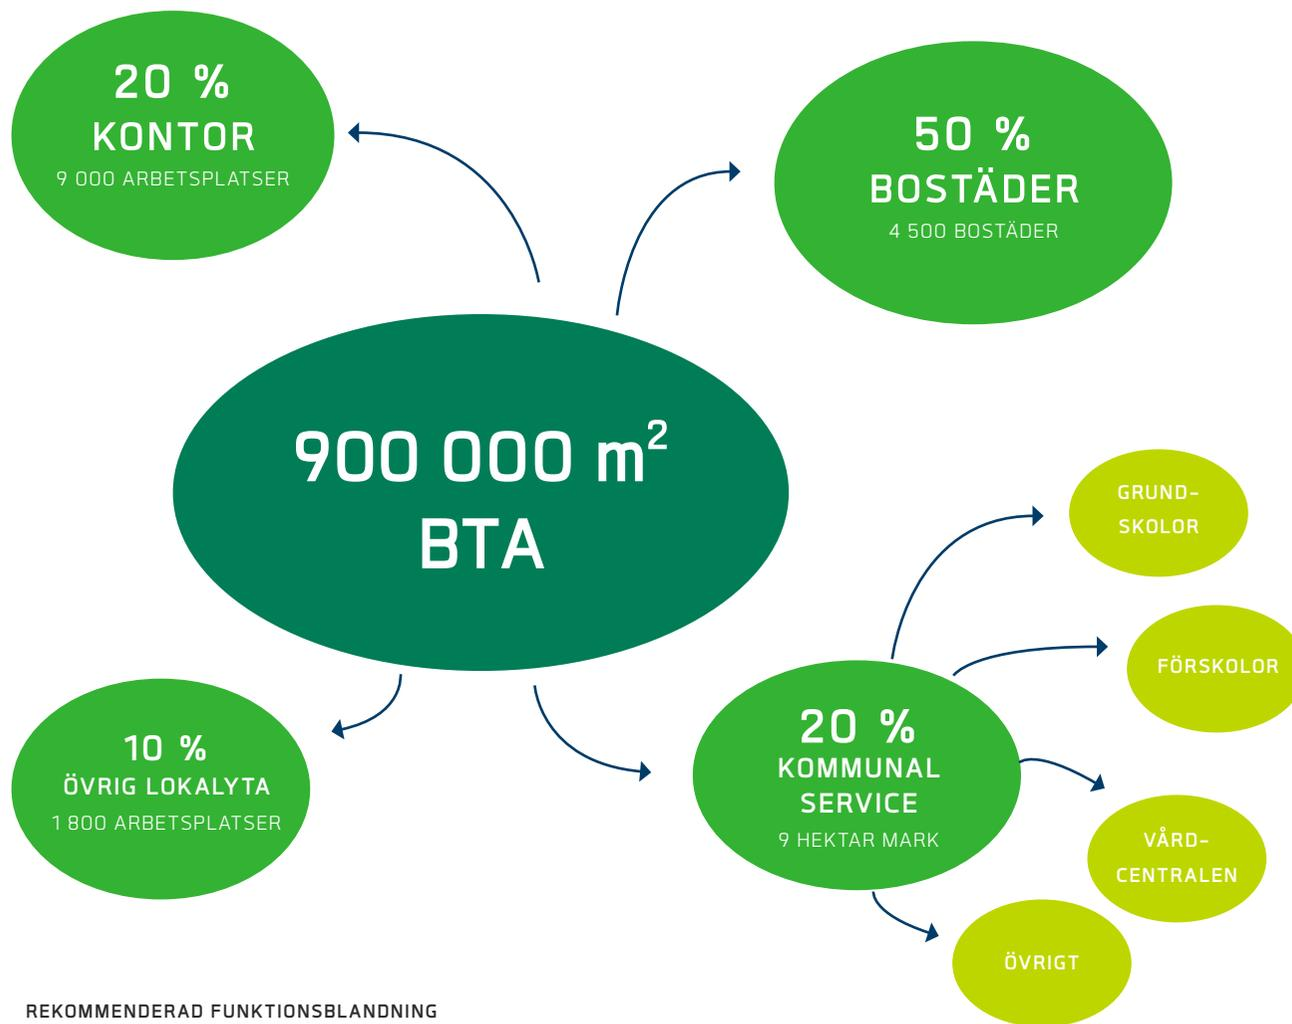 20 %
KONTOR
9 000 ARBETSPLATSER
50 %
BOSTÄDER
4 500 BOSTÄDER
900 000 m²
BTA
10 %
ÖVRIG LOKALYTA
1 800 ARBETSPLATSER
20 %
KOMMUNAL
SERVICE
9 HEKTAR MARK
GRUND-
SKOLOR
FÖRSKOLOR
VÅRD-
CENTRALEN
ÖVRIGT
REKOMMENDERAD FUNKTIONSBLANDNING